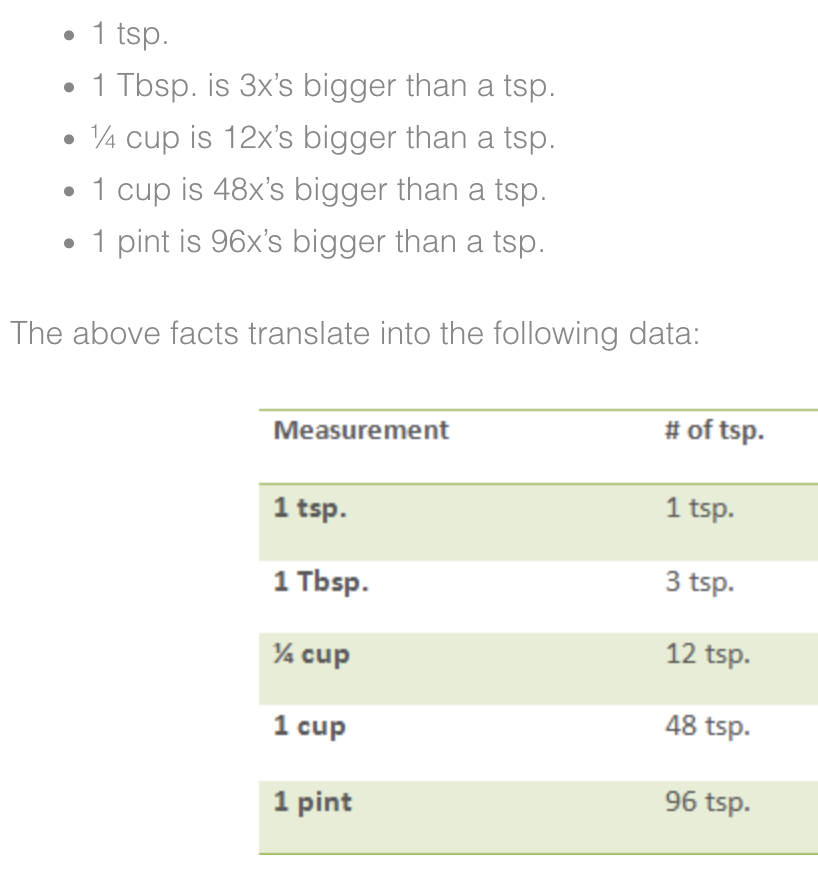 • 1 tsp.
• 1 Tbsp. is 3x’s bigger than a tsp.
• ¼ cup is 12x’s bigger than a tsp.
• 1 cup is 48x’s bigger than a tsp.
• 1 pint is 96x’s bigger than a tsp.
The above facts translate into the following data:
Measurement # of tsp.
1 tsp. 1 tsp.
1 Tbsp. 3 tsp.
¼ cup 12 tsp.
1 cup 48 tsp.
1 pint 96 tsp.